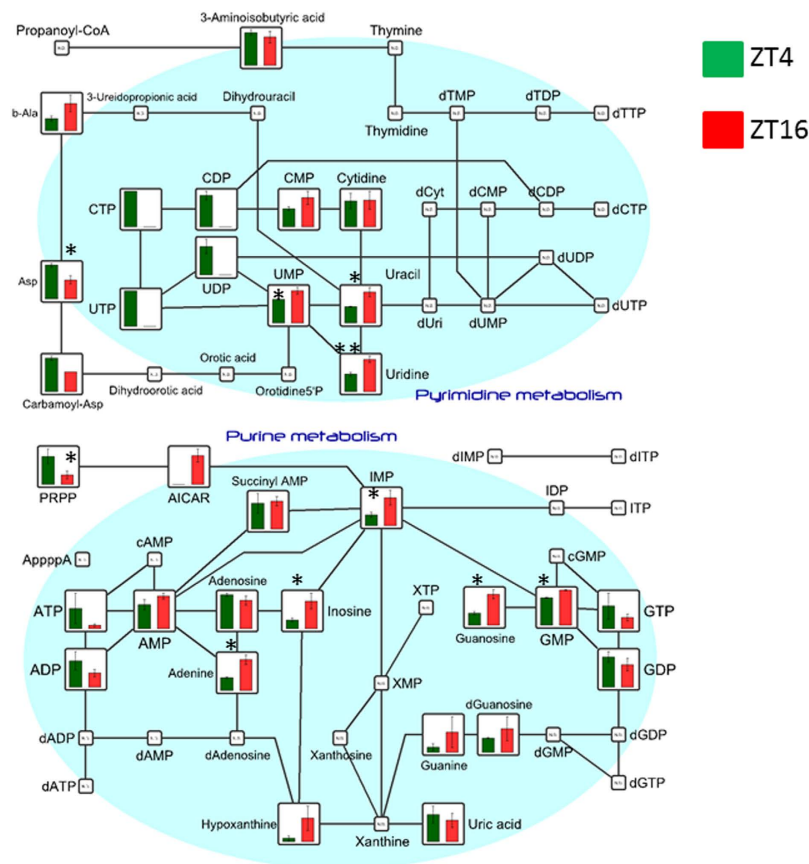 3-Aminoisobutyric acid
Propanoyl-CoA
Thymine
ZT4
ZT16
b-Ala
3-Ureidopropionic acid
Dihydrouracil
dTMP
dTDP
dTTP
Thymidine
CDP
CMP
Cytidine
dCyt
dCMP
dCDP
CTP
dCTP
*
Asp
UDP
UMP
*
*
Uracil
dUDP
UTP
dUri
dUMP
dUTP
**
Orotic acid
Uridine
Carbamoyl-Asp
Dihydroorotic acid
Orotidine5'P
Pyrimidine metabolism
Purine metabolism
*
PRPP
AICAR
Succinyl AMP
IMP
*
dIMP
dITP
IDP
ITP
AppppA
cAMP
cGMP
ATP
Adenosine
*
Inosine
XTP
*
*
GTP
AMP
Guanosine
GMP
ADP
Adenine
*
GDP
XMP
dADP
dAMP
dAdenosine
Xanthosine
dGuanosine
Guanine
dGMP
dGDP
dATP
dGTP
Hypoxanthine
Xanthine
Uric acid